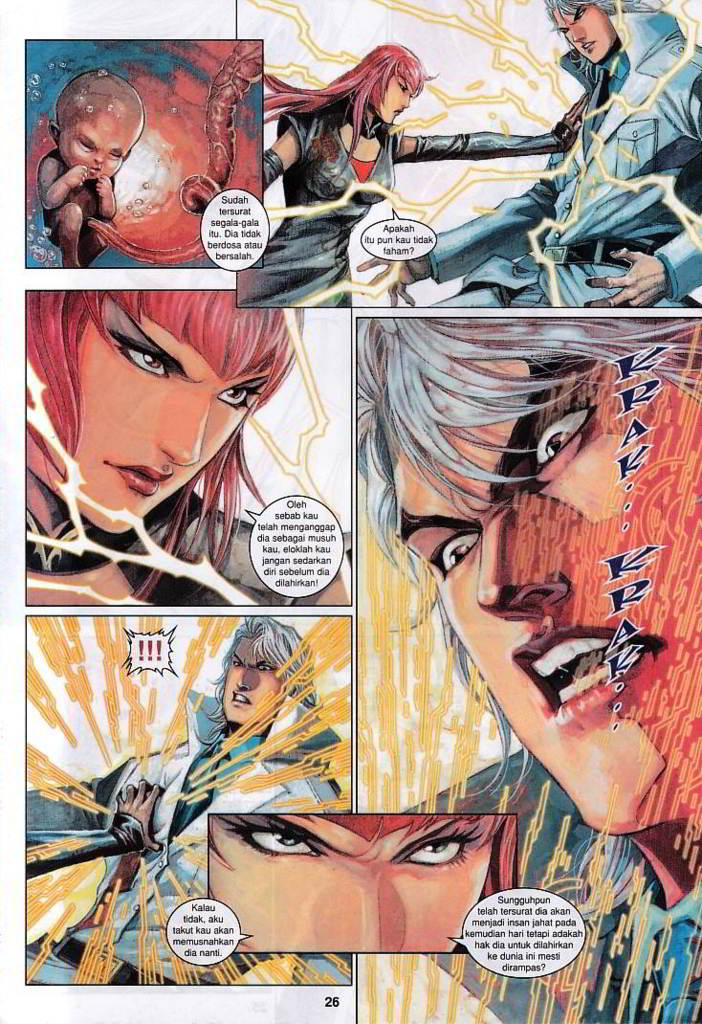 Sudah
tersurat
segala-gala
itu. Dia tidak
berdosa atau
bersalah.
Apakah
itu pun kau tidak
faham?
Oleh
sebab kau
telah menganggap
dia sebagai musuh
kau, eloklah kau
jangan sedarkan
diri sebelum dia
dilahirkan!
KRAK... KRAK...
!!!
Kalau
tidak, aku
takut kau akan
memusnahkan
dia nanti.
Sungguhpun
telah tersurat dia akan
menjadi insan jahat pada
kemudian hari tetapi adakah
hak dia untuk dilahirkan
ke dunia ini mesti
dirampas?
26